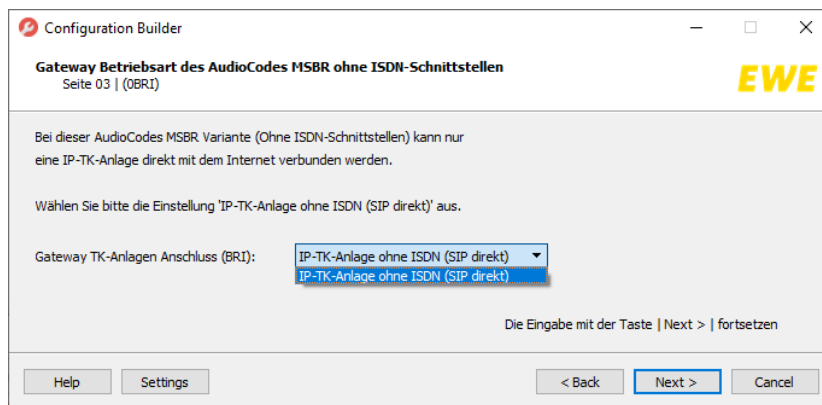 Configuration Builder
Gateway Betriebsart des AudioCodes MSBR ohne ISDN-Schnittstellen
Seite 03 | (0BRI)
EWE
Bei dieser AudioCodes MSBR Variante (Ohne ISDN-Schnittstellen) kann nur
eine IP-TK-Anlage direkt mit dem Internet verbunden werden.
Wählen Sie bitte die Einstellung 'IP-TK-Anlage ohne ISDN (SIP direkt)' aus.
Gateway TK-Anlagen Anschluss (BRI): IP-TK-Anlage ohne ISDN (SIP direkt)
IP-TK-Anlage ohne ISDN (SIP direkt)
Die Eingabe mit der Taste | Next > | fortsetzen
Help Settings < Back Next > Cancel